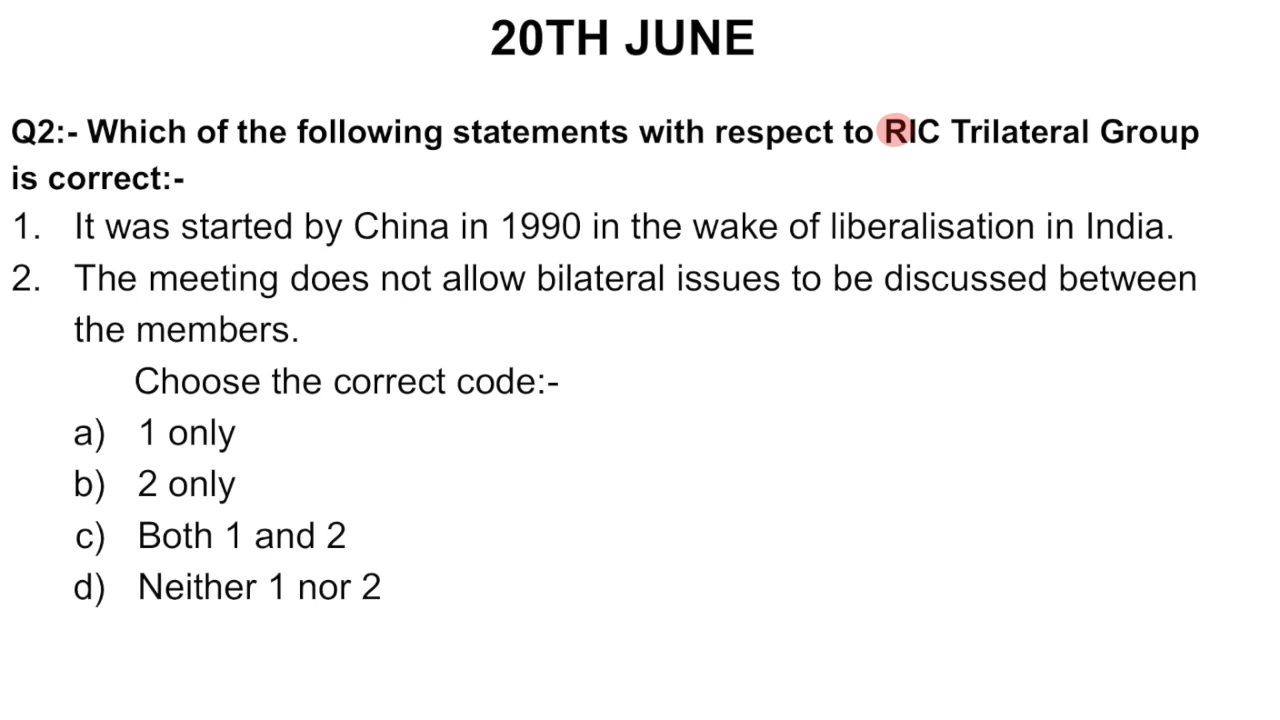 20TH JUNE
Q2:- Which of the following statements with respect to RIC Trilateral Group
is correct:-
1. It was started by China in 1990 in the wake of liberalisation in India.
2. The meeting does not allow bilateral issues to be discussed between
the members.
Choose the correct code:-
a) 1 only
b) 2 only
c) Both 1 and 2
d) Neither 1 nor 2